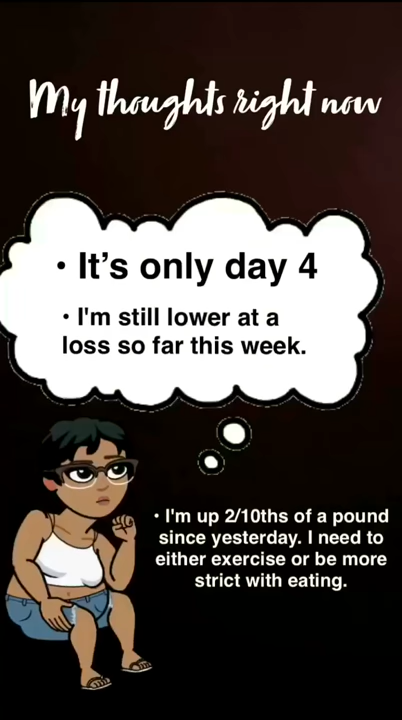 My thoughts right now
• It’s only day 4
• I'm still lower at a
loss so far this week.
• I'm up 2/10ths of a pound
since yesterday. I need to
either exercise or be more
strict with eating.